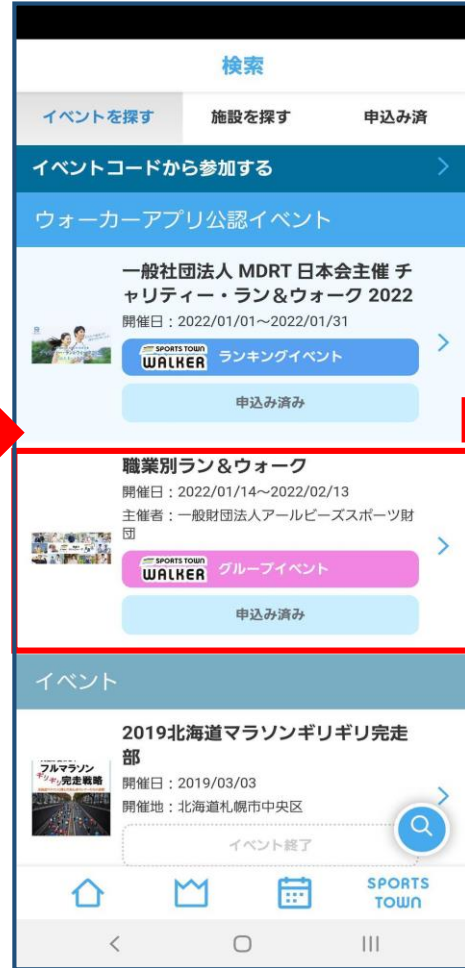 検索
イベントを探す
施設を探す
申込み済
イベントコードから参加する
ウォーカーアプリ公認イベント
一般社団法人 MDRT 日本会主催 チ
ャリティー・ラン&ウォーク 2022
開催日：2022/01/01～2022/01/31
SPORTS TOWN
WALKER ランキングイベント
申込み済み
職業別ラン&ウォーク
開催日：2022/01/14～2022/02/13
主催者：一般財団法人アールビーズスポーツ財
団
SPORTS TOWN
WALKER グループイベント
申込み済み
イベント
2019北海道マラソンギリギリ完走
部
フルマラソン
ギリギリ完走戦略
開催日：2019/03/03
開催地：北海道札幌市中央区
イベント終了
SPORTS
TOWN